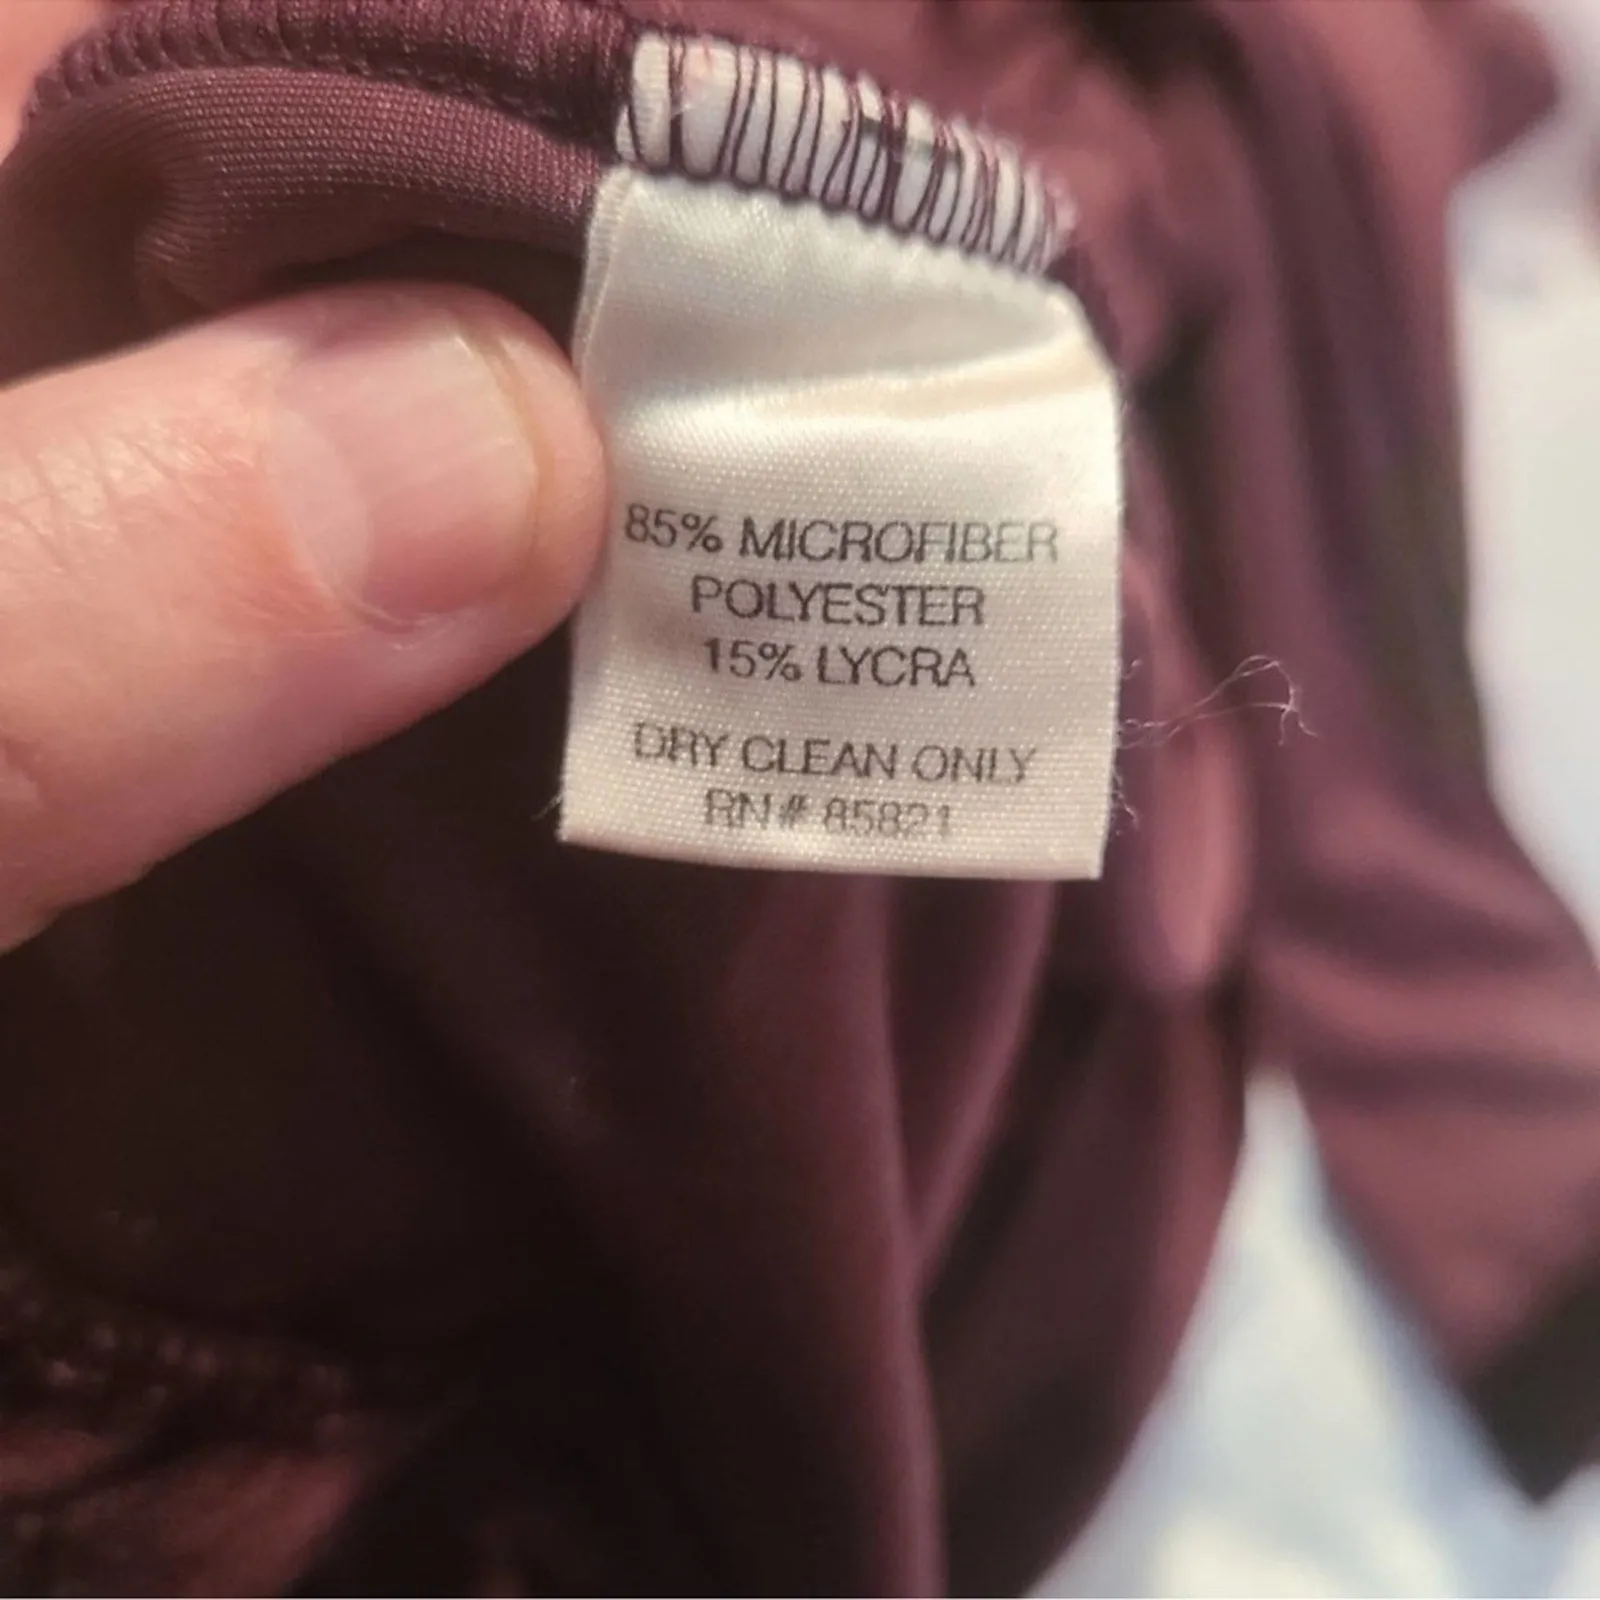 85% MICROFIBER
POLYESTER
15% LYCRA
DRY CLEAN ONLY
RN# 85821